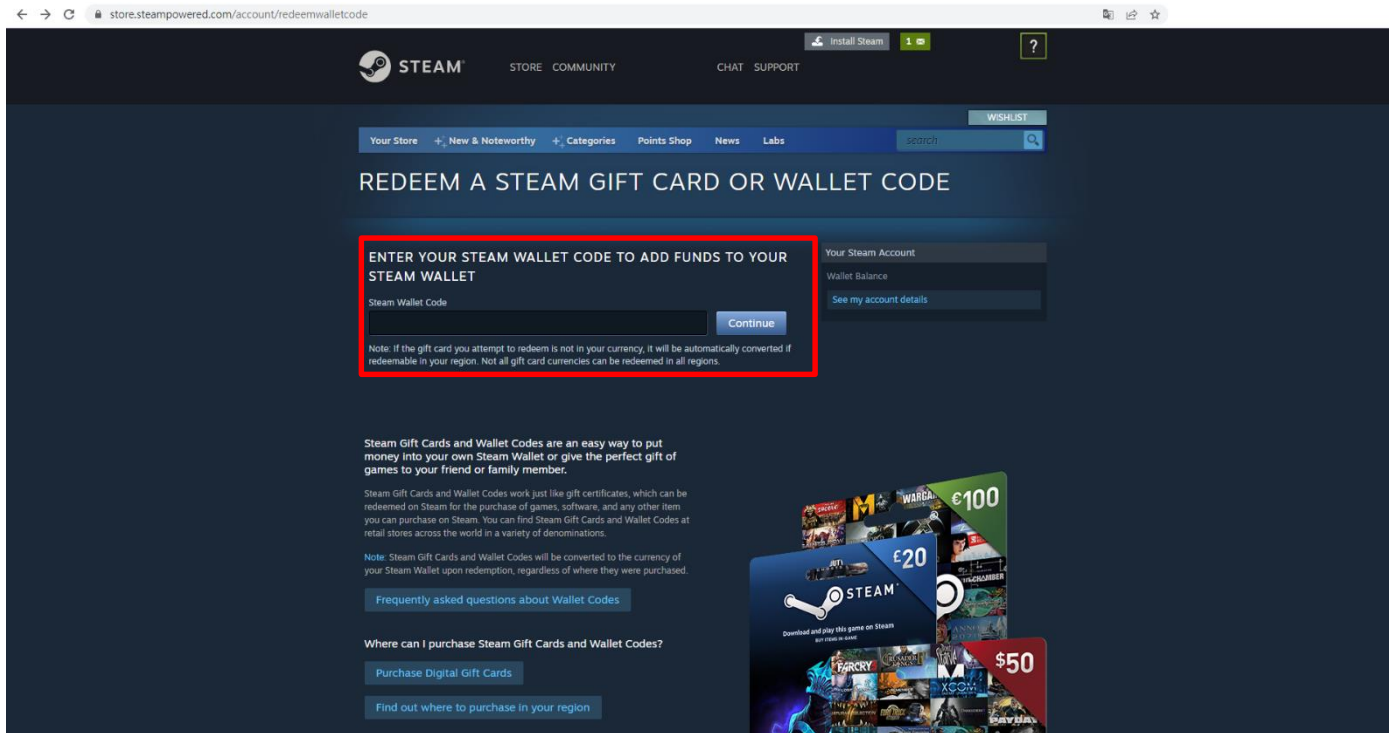 store.steampowered.com/account/redeemwalletcode
Install Steam
1
?
STEAM®
STORE COMMUNITY CHAT SUPPORT
WISHLIST
Your Store New & Noteworthy Categories Points Shop News Labs search
REDEEM A STEAM GIFT CARD OR WALLET CODE
ENTER YOUR STEAM WALLET CODE TO ADD FUNDS TO YOUR
STEAM WALLET
Steam Wallet Code
Continue
Note: If the gift card you attempt to redeem is not in your currency, it will be automatically converted if
redeemable in your region. Not all gift card currencies can be redeemed in all regions.
Your Steam Account
Wallet Balance
See my account details
Steam Gift Cards and Wallet Codes are an easy way to put
money into your own Steam Wallet or give the perfect gift of
games to your friend or family member.
Steam Gift Cards and Wallet Codes work just like gift certificates, which can be
redeemed on Steam for the purchase of games, software, and any other item
you can purchase on Steam. You can find Steam Gift Cards and Wallet Codes at
retail stores across the world in a variety of denominations.
Note: Steam Gift Cards and Wallet Codes will be converted to the currency of
your Steam Wallet upon redemption, regardless of where they were purchased.
Frequently asked questions about Wallet Codes
Where can I purchase Steam Gift Cards and Wallet Codes?
Purchase Digital Gift Cards
Find out where to purchase in your region
€100
£20
STEAM
Download and play this game on Steam
BUY ITEMS IN-GAME
$50
FARCRY
XCOM
PAYDAY